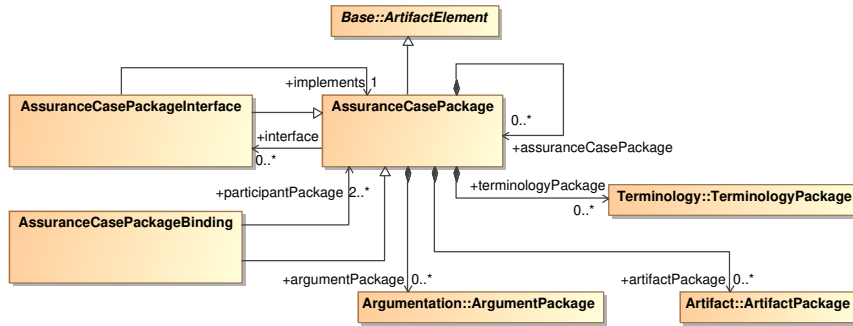 Base::ArtifactElement
+implements 1
AssuranceCasePackageInterface
AssuranceCasePackage
0..*
+interface
0..*
+assuranceCasePackage
+participantPackage 2..*
+terminologyPackage
0..*
Terminology::TerminologyPackage
AssuranceCasePackageBinding
+argumentPackage 0..*
+artifactPackage 0..*
Argumentation::ArgumentPackage
Artifact::ArtifactPackage